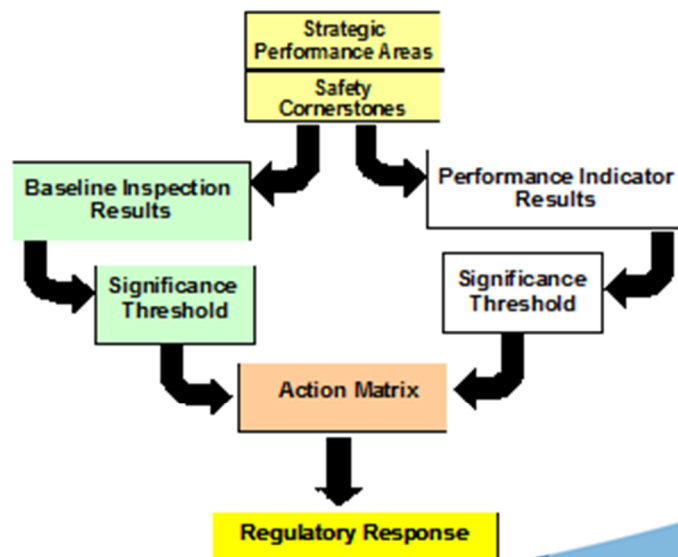 Strategic
Performance Areas
Safety
Cornerstones
Baseline Inspection
Results
Performance Indicator
Results
Significance
Threshold
Significance
Threshold
Action Matrix
Regulatory Response